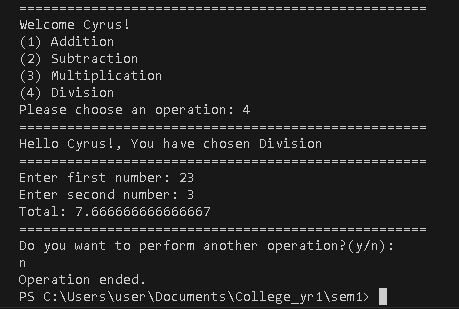 ====================================================
Welcome Cyrus!
(1) Addition
(2) Subtraction
(3) Multiplication
(4) Division
Please choose an operation: 4
====================================================
Hello Cyrus!, You have chosen Division
====================================================
Enter first number: 23
Enter second number: 3
Total: 7.666666666666667
====================================================
Do you want to perform another operation?(y/n):
n
Operation ended.
PS C:\Users\user\Documents\College_yr1\sem1>